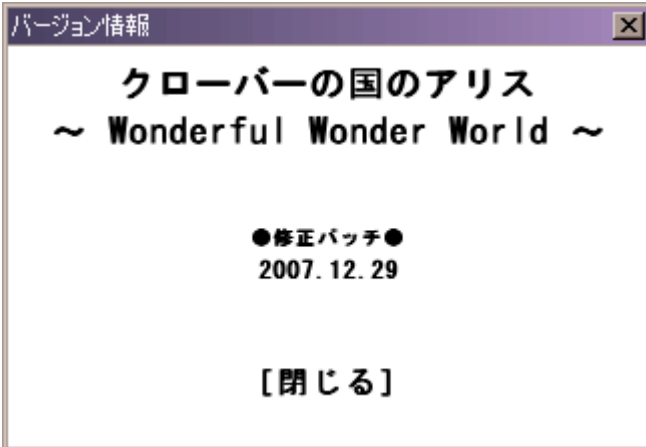 バージョン情報
クローバーの国のアリス
～ Wonderful Wonder World ～
●修正パッチ●
2007.12.29
[閉じる]